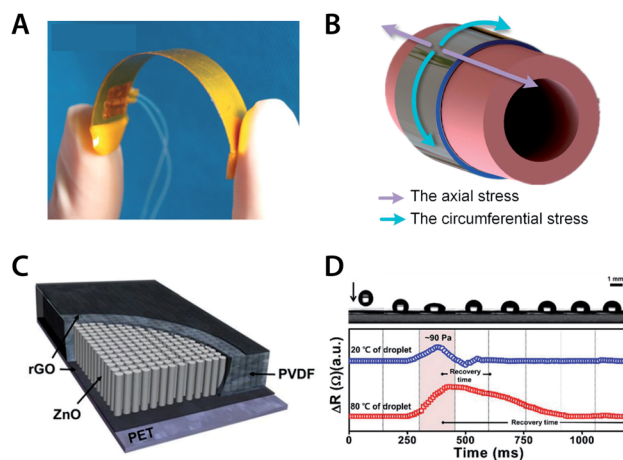 A
B
The axial stress
The circumferential stress
C
rGO
ZnO
PVDF
PET
D
1 mm
~90 Pa
20 ℃ of droplet
Recovery
time
80 ℃ of droplet
Recovery time
ΔR (Ω)(a.u.)
0 250 500 750 1000
Time (ms)